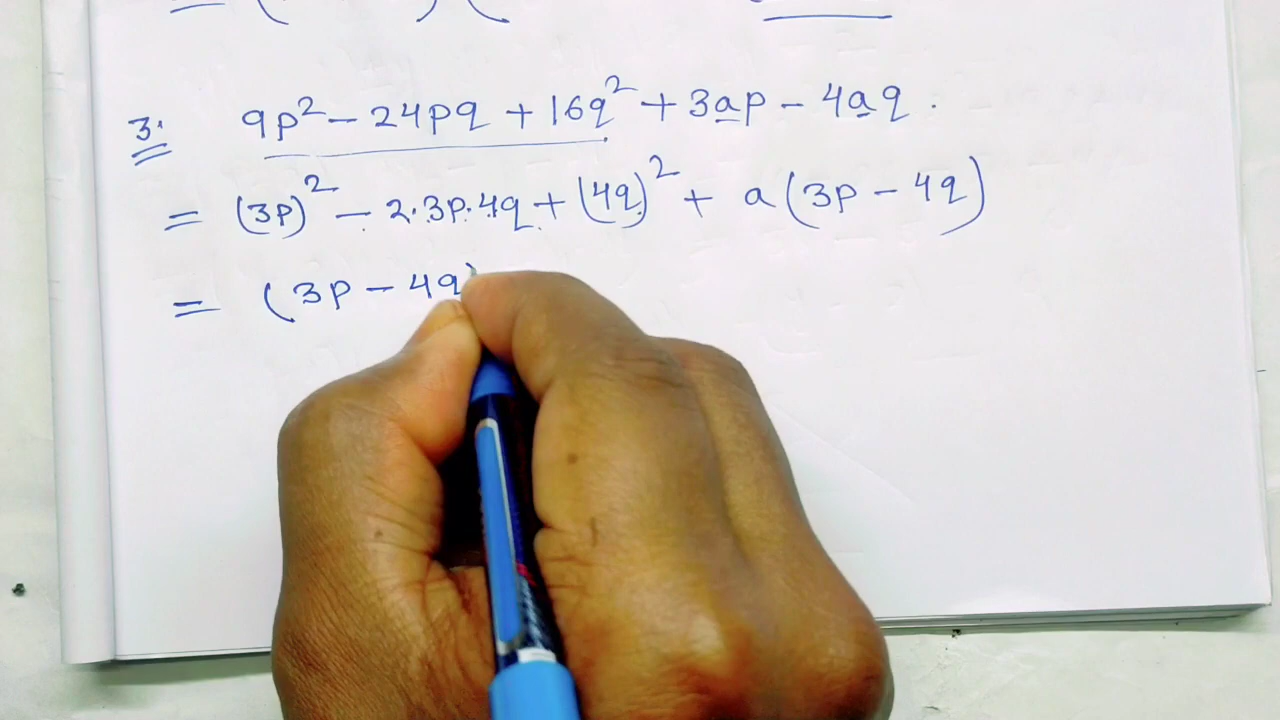 3. 9p² − 24pq + 16q² + 3ap − 4aq.
= (3p)² − 2·3p·4q + (4q)² + a(3p − 4q)
= (3p − 4q)